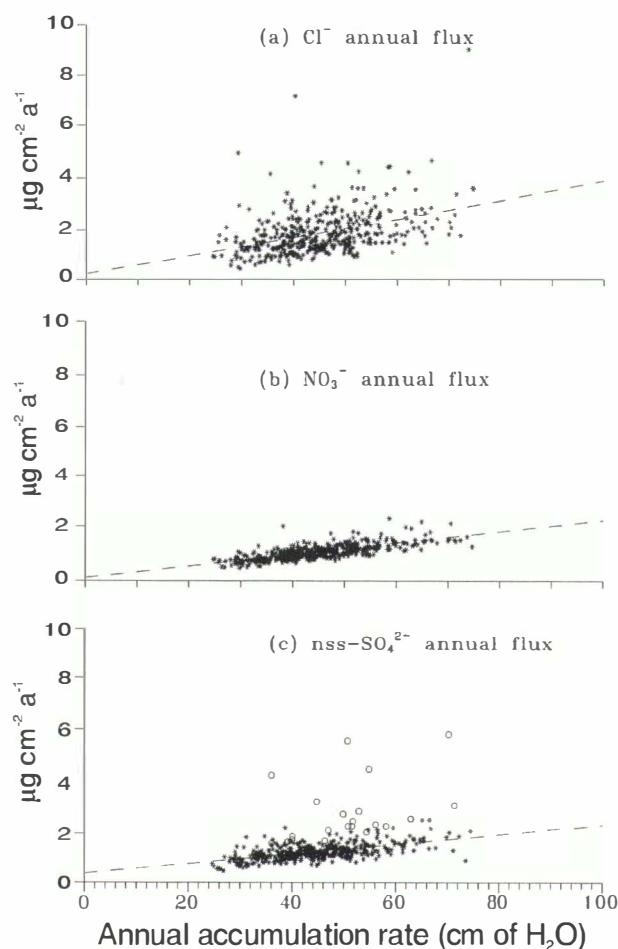 10
8
6
4
2
0
µg cm⁻² a⁻¹
(a) Cl⁻ annual flux
10
8
6
4
2
0
µg cm⁻² a⁻¹
(b) NO₃⁻ annual flux
10
8
6
4
2
0
µg cm⁻² a⁻¹
(c) nss-SO₄²⁻ annual flux
0 20 40 60 80 100
Annual accumulation rate (cm of H₂O)